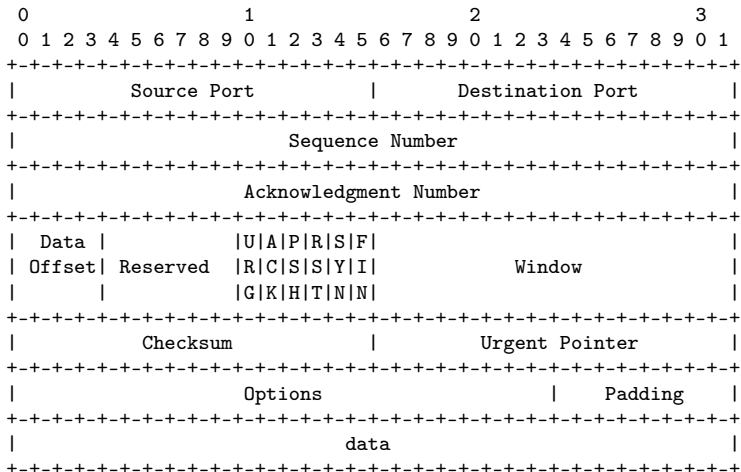 0                   1                   2                   3
0 1 2 3 4 5 6 7 8 9 0 1 2 3 4 5 6 7 8 9 0 1 2 3 4 5 6 7 8 9 0 1
+-+-+-+-+-+-+-+-+-+-+-+-+-+-+-+-+-+-+-+-+-+-+-+-+-+-+-+-+-+-+-+-+
|          Source Port          |       Destination Port        |
+-+-+-+-+-+-+-+-+-+-+-+-+-+-+-+-+-+-+-+-+-+-+-+-+-+-+-+-+-+-+-+-+
|                        Sequence Number                        |
+-+-+-+-+-+-+-+-+-+-+-+-+-+-+-+-+-+-+-+-+-+-+-+-+-+-+-+-+-+-+-+-+
|                    Acknowledgment Number                      |
+-+-+-+-+-+-+-+-+-+-+-+-+-+-+-+-+-+-+-+-+-+-+-+-+-+-+-+-+-+-+-+-+
|  Data |           |U|A|P|R|S|F|                               |
| Offset| Reserved  |R|C|S|S|Y|I|            Window             |
|       |           |G|K|H|T|N|N|                               |
+-+-+-+-+-+-+-+-+-+-+-+-+-+-+-+-+-+-+-+-+-+-+-+-+-+-+-+-+-+-+-+-+
|           Checksum            |         Urgent Pointer        |
+-+-+-+-+-+-+-+-+-+-+-+-+-+-+-+-+-+-+-+-+-+-+-+-+-+-+-+-+-+-+-+-+
|                    Options                    |    Padding    |
+-+-+-+-+-+-+-+-+-+-+-+-+-+-+-+-+-+-+-+-+-+-+-+-+-+-+-+-+-+-+-+-+
|                             data                              |
+-+-+-+-+-+-+-+-+-+-+-+-+-+-+-+-+-+-+-+-+-+-+-+-+-+-+-+-+-+-+-+-+